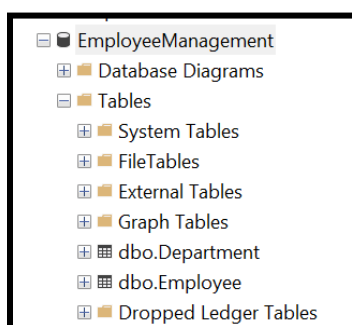 EmployeeManagement
Database Diagrams
Tables
System Tables
FileTables
External Tables
Graph Tables
dbo.Department
dbo.Employee
Dropped Ledger Tables